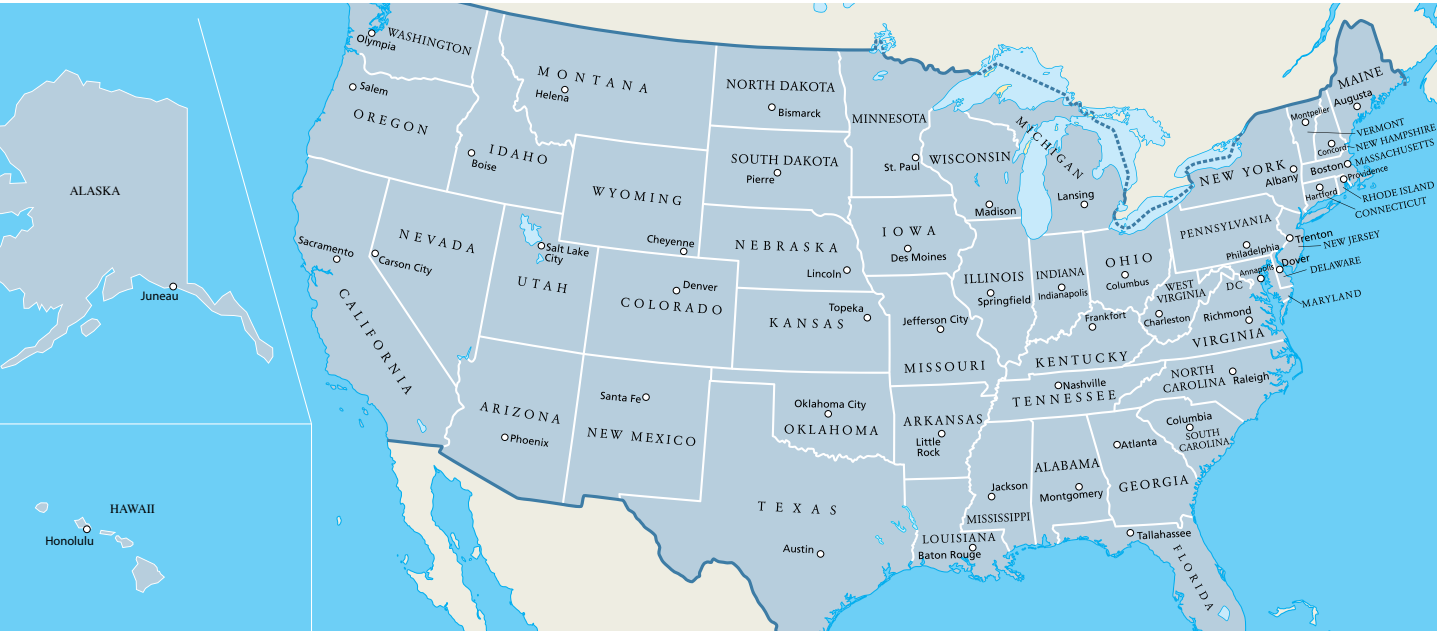 WASHINGTON
Olympia
MONTANA
Helena
NORTH DAKOTA
Bismarck
MINNESOTA
St. Paul
MICHIGAN
Lansing
MAINE
Augusta
Montpelier
VERMONT
Concord
NEW HAMPSHIRE
MASSACHUSETTS
Boston
Providence
Hartford
RHODE ISLAND
CONNECTICUT
Salem
OREGON
IDAHO
Boise
SOUTH DAKOTA
Pierre
WISCONSIN
Madison
NEW YORK
Albany
ALASKA
Juneau
WYOMING
Cheyenne
IOWA
Des Moines
PENNSYLVANIA
Philadelphia
Trenton
NEW JERSEY
Dover
DELAWARE
Annapolis
DC
MARYLAND
Sacramento
NEVADA
Carson City
Salt Lake
City
UTAH
NEBRASKA
Lincoln
ILLINOIS
Springfield
INDIANA
Indianapolis
OHIO
Columbus
WEST
VIRGINIA
Charleston
Richmond
VIRGINIA
CALIFORNIA
Denver
COLORADO
Topeka
KANSAS
Jefferson City
MISSOURI
Frankfort
KENTUCKY
Nashville
TENNESSEE
NORTH
CAROLINA
Raleigh
ARIZONA
Phoenix
Santa Fe
NEW MEXICO
Oklahoma City
OKLAHOMA
ARKANSAS
Little
Rock
Columbia
SOUTH
CAROLINA
Atlanta
GEORGIA
ALABAMA
Montgomery
Jackson
MISSISSIPPI
HAWAII
Honolulu
TEXAS
Austin
LOUISIANA
Baton Rouge
Tallahassee
FLORIDA